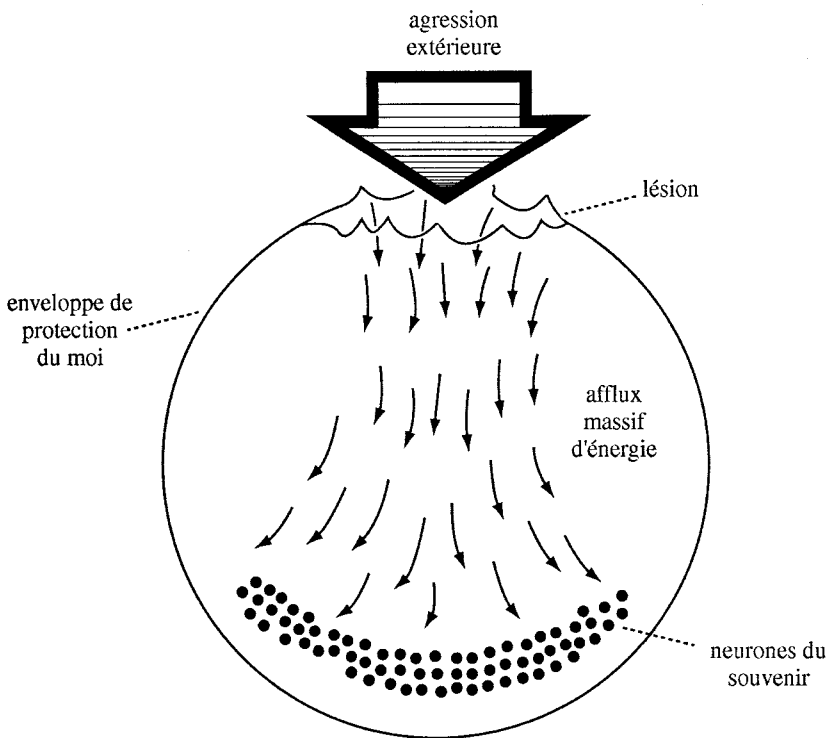 agression
extérieure
lésion
enveloppe de
protection
du moi
afflux
massif
d'énergie
neurones du
souvenir